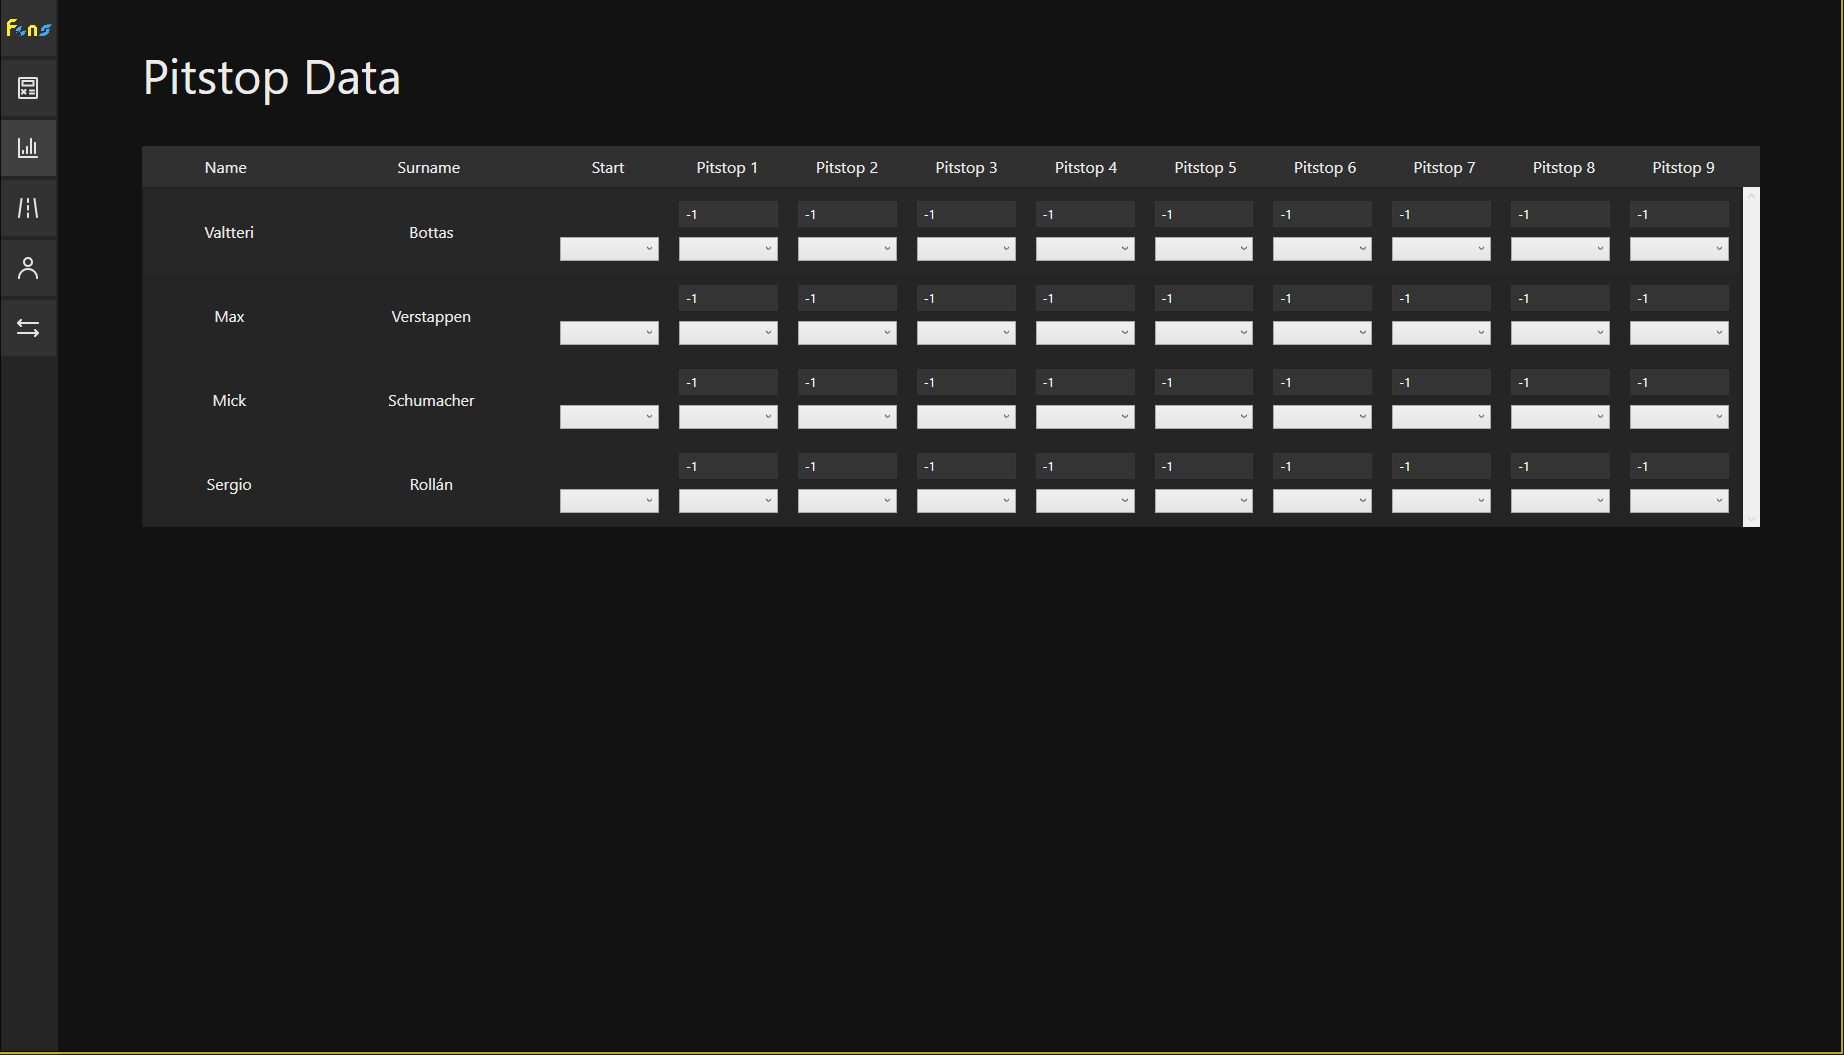 Fons
Pitstop Data
Name Surname Start Pitstop 1 Pitstop 2 Pitstop 3 Pitstop 4 Pitstop 5 Pitstop 6 Pitstop 7 Pitstop 8 Pitstop 9
-1 -1 -1 -1 -1 -1 -1 -1 -1
Valtteri Bottas
-1 -1 -1 -1 -1 -1 -1 -1 -1
Max Verstappen
-1 -1 -1 -1 -1 -1 -1 -1 -1
Mick Schumacher
-1 -1 -1 -1 -1 -1 -1 -1 -1
Sergio Rollán